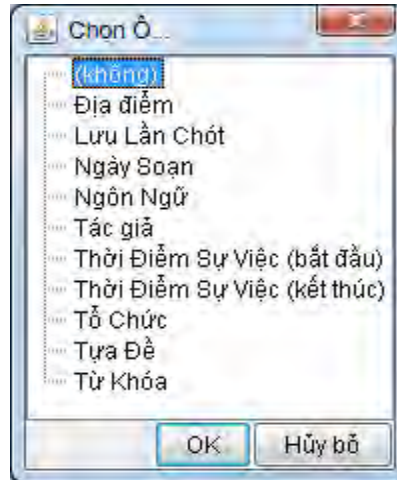 Chọn Ô...
(không)
Địa điểm
Lưu Lần Chót
Ngày Soạn
Ngôn Ngữ
Tác giả
Thời Điểm Sự Việc (bắt đầu)
Thời Điểm Sự Việc (kết thúc)
Tổ Chức
Tựa Đề
Từ Khóa
OK
Hủy bỏ